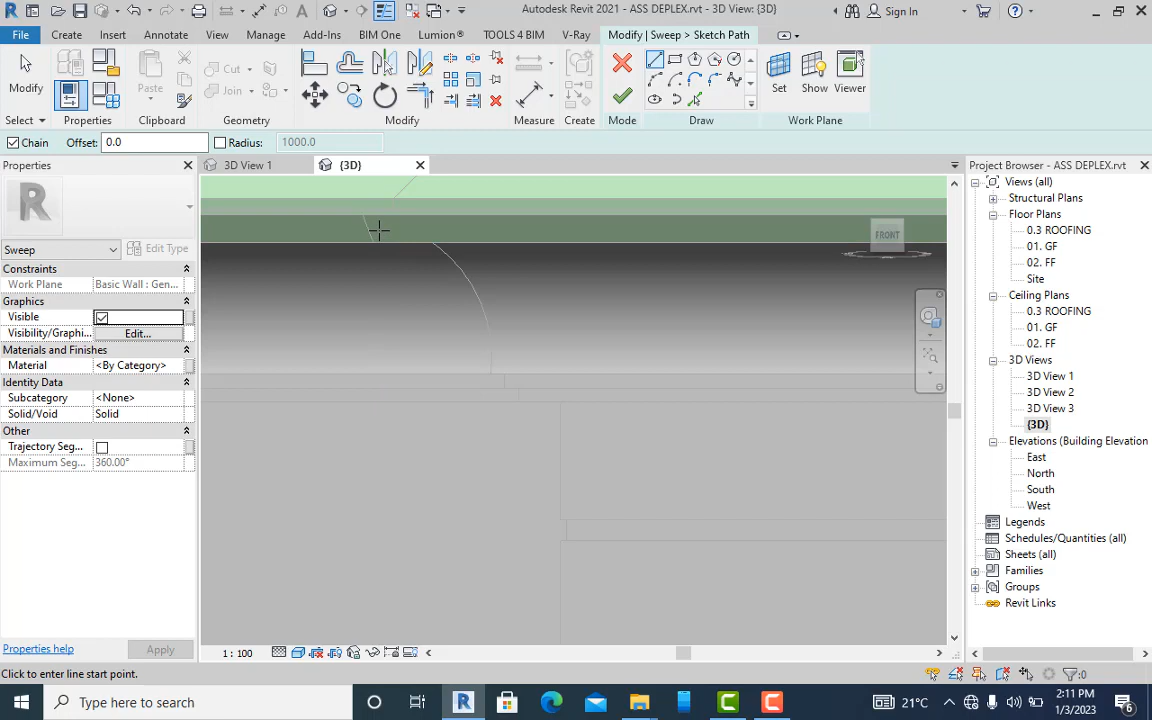 Autodesk Revit 2021 - ASS DEPLEX.rvt - 3D View: {3D}
Sign In
File Create Insert Annotate View Manage Add-Ins BIM One Lumion® TOOLS 4 BIM V-Ray Modify | Sweep > Sketch Path
Modify
Paste
Cut
Join
Set Show Viewer
Select Properties Clipboard Geometry Modify Measure Create Mode Draw Work Plane
Chain Offset: 0.0 Radius: 1000.0
Properties
3D View 1
{3D}
Project Browser - ASS DEPLEX.rvt
Sweep
Edit Type
Constraints
Work Plane Basic Wall : Gen...
Graphics
Visible
Visibility/Graphi... Edit...
Materials and Finishes
Material <By Category>
Identity Data
Subcategory <None>
Solid/Void Solid
Other
Trajectory Seg...
Maximum Seg... 360.00°
Properties help
Apply
FRONT
Views (all)
Structural Plans
Floor Plans
0.3 ROOFING
01. GF
02. FF
Site
Ceiling Plans
0.3 ROOFING
01. GF
02. FF
3D Views
3D View 1
3D View 2
3D View 3
{3D}
Elevations (Building Elevation
East
North
South
West
Legends
Schedules/Quantities (all)
Sheets (all)
Families
Groups
Revit Links
1 : 100
Click to enter line start point.
:0
Type here to search
21°C
2:11 PM
1/3/2023
6